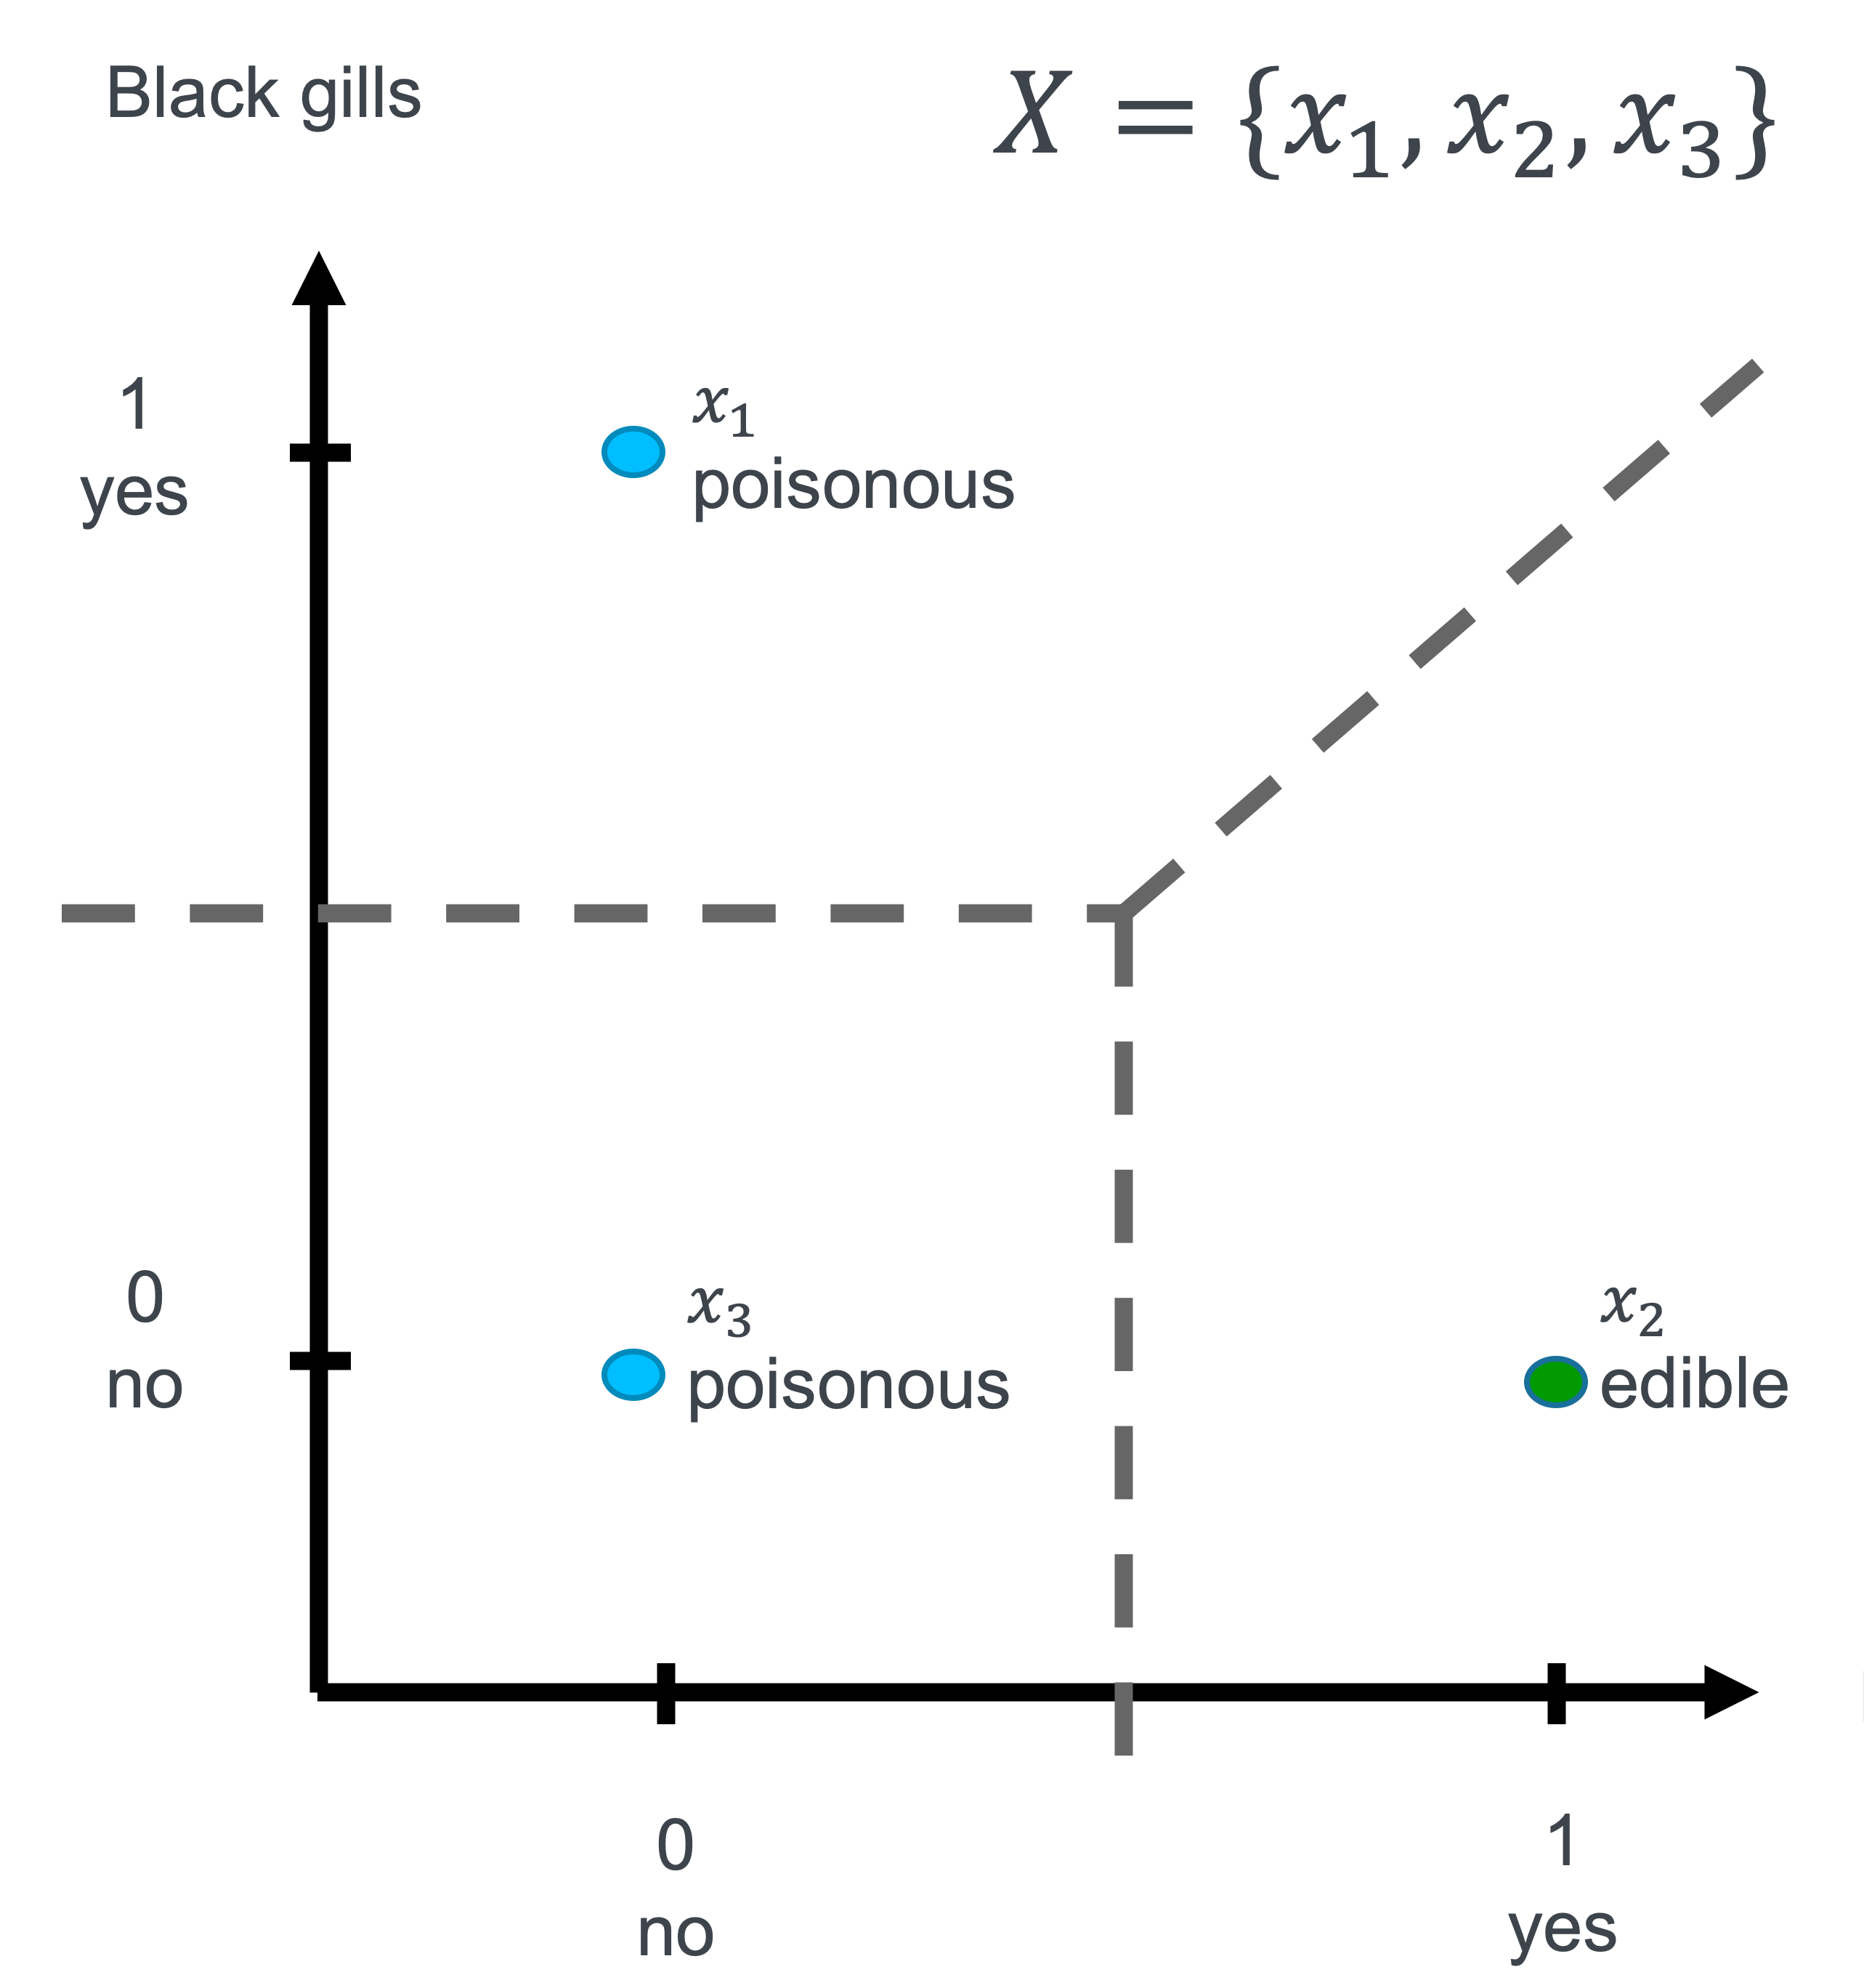 Black gills
X = {x₁, x₂, x₃}
1
yes
x₁
poisonous
0
no
x₃
poisonous
x₂
edible
0
no
1
yes